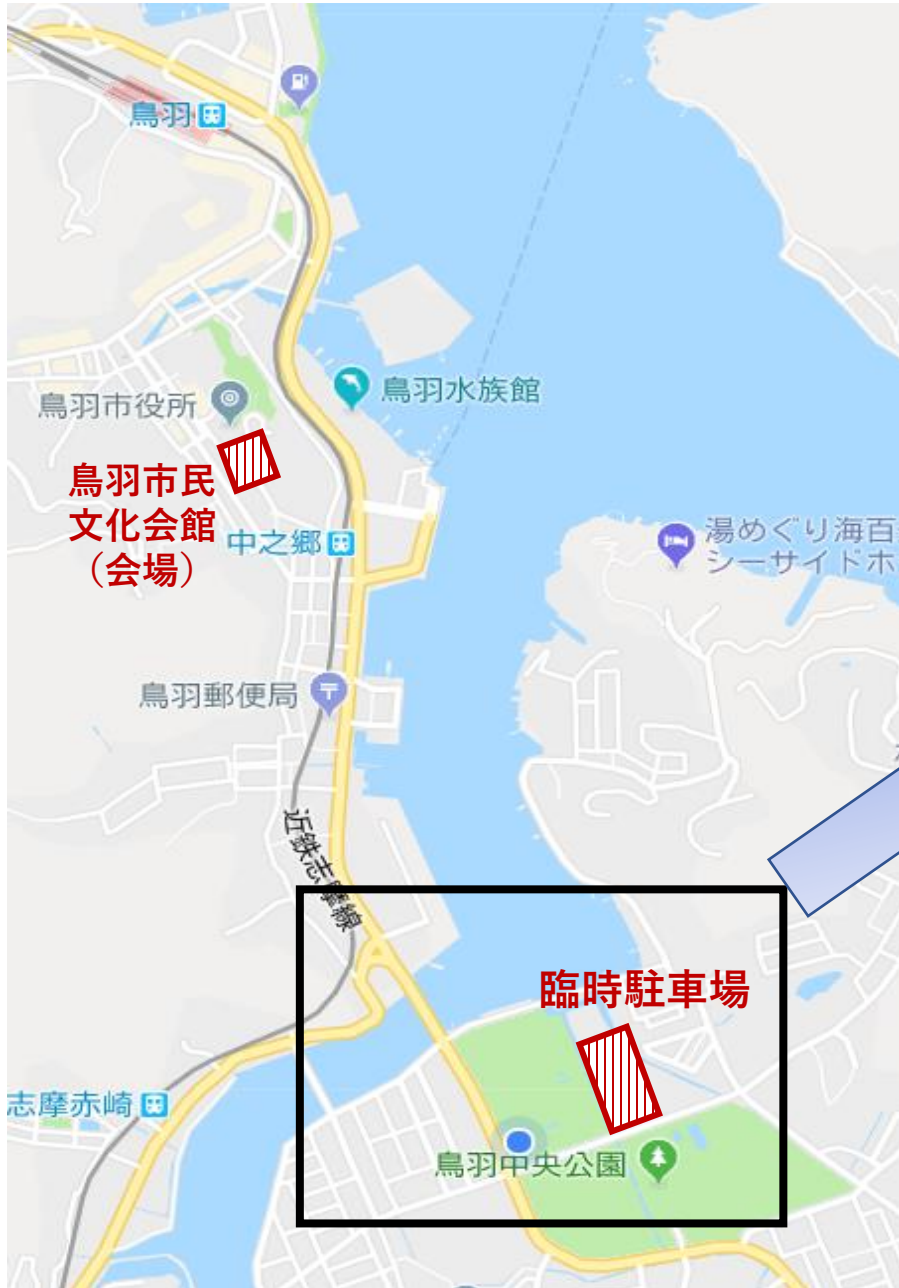 鳥羽
鳥羽水族館
鳥羽市役所
鳥羽市民
文化会館
（会場）
中之郷
湯めぐり海百
シーサイドホ
鳥羽郵便局
近鉄志摩線
臨時駐車場
志摩赤崎
鳥羽中央公園